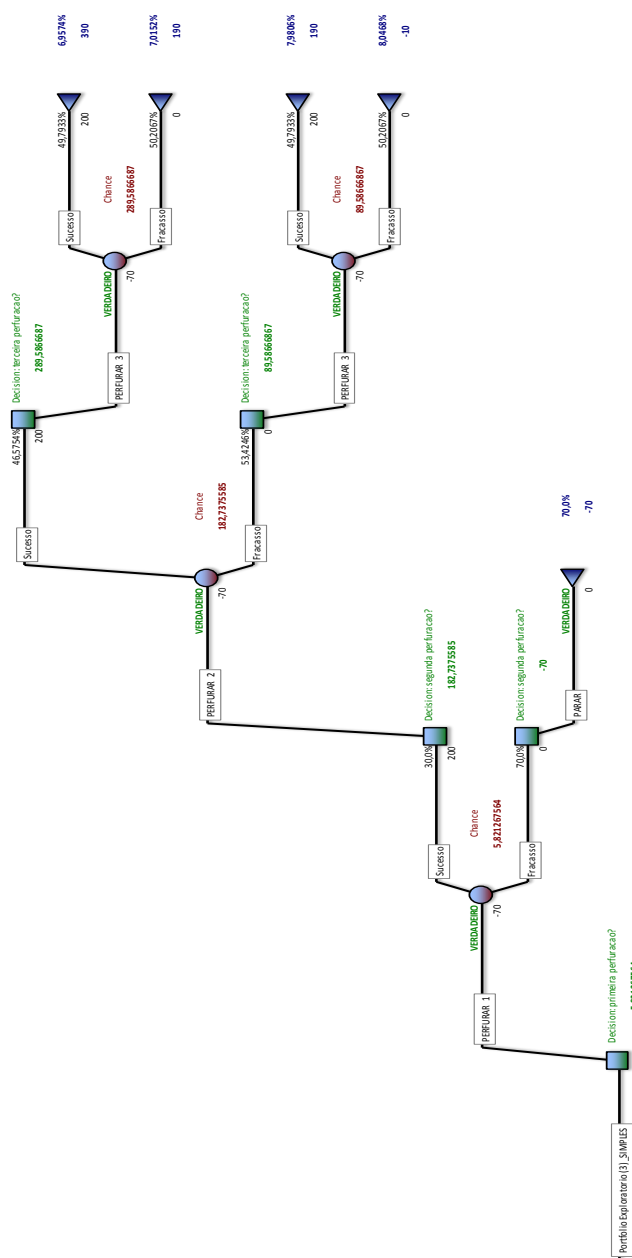 46,5754%
Decision: terceira perfuracao?
Sucesso
200
289,5866687
49,7933%
6,9574%
Sucesso
200
390
VERDADEIRO
Chance
PERFURAR 3
-70
289,5866687
50,2067%
7,0152%
Fracasso
0
190
VERDADEIRO
Chance
PERFURAR 2
-70
182,7375585
53,4246%
Decision: terceira perfuracao?
Fracasso
0
89,58666867
49,7933%
7,9806%
Sucesso
200
190
VERDADEIRO
Chance
PERFURAR 3
-70
89,58666867
50,2067%
8,0468%
Fracasso
0
-10
30,0%
Decision: segunda perfuracao?
Sucesso
200
182,7375585
VERDADEIRO
Chance
PERFURAR 1
-70
5,821267564
70,0%
Decision: segunda perfuracao?
Fracasso
0
-70
VERDADEIRO
70,0%
PARAR
0
-70
Decision: primeira perfuracao?
Portfolio Exploratorio (3)_SIMPLES